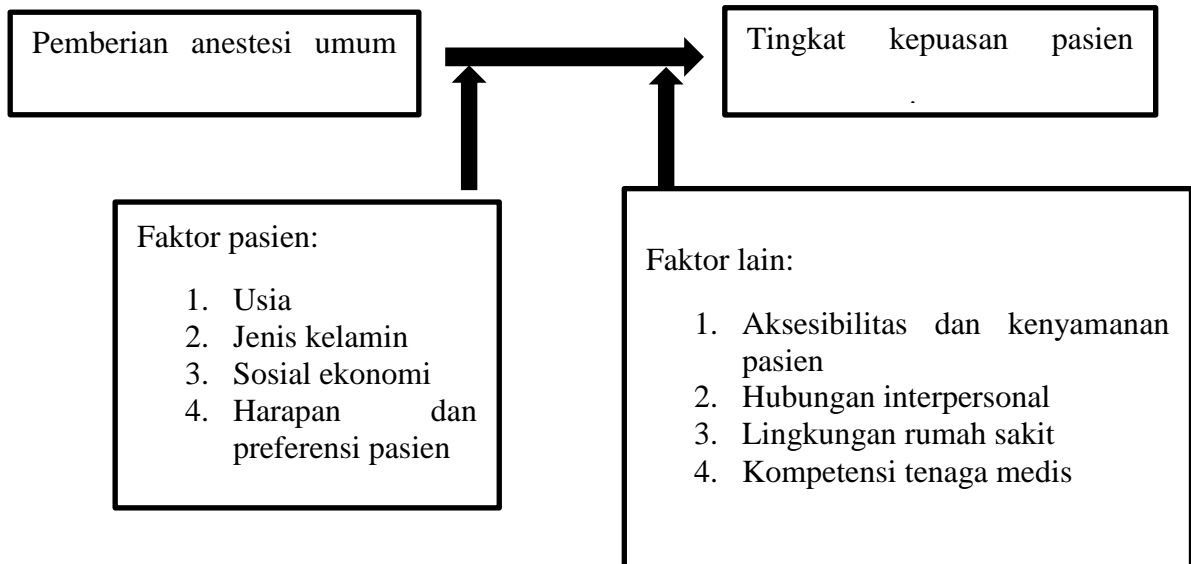 Pemberian anestesi umum
Tingkat kepuasan pasien
Faktor pasien:
1. Usia
2. Jenis kelamin
3. Sosial ekonomi
4. Harapan dan
preferensi pasien
Faktor lain:
1. Aksesibilitas dan kenyamanan
pasien
2. Hubungan interpersonal
3. Lingkungan rumah sakit
4. Kompetensi tenaga medis